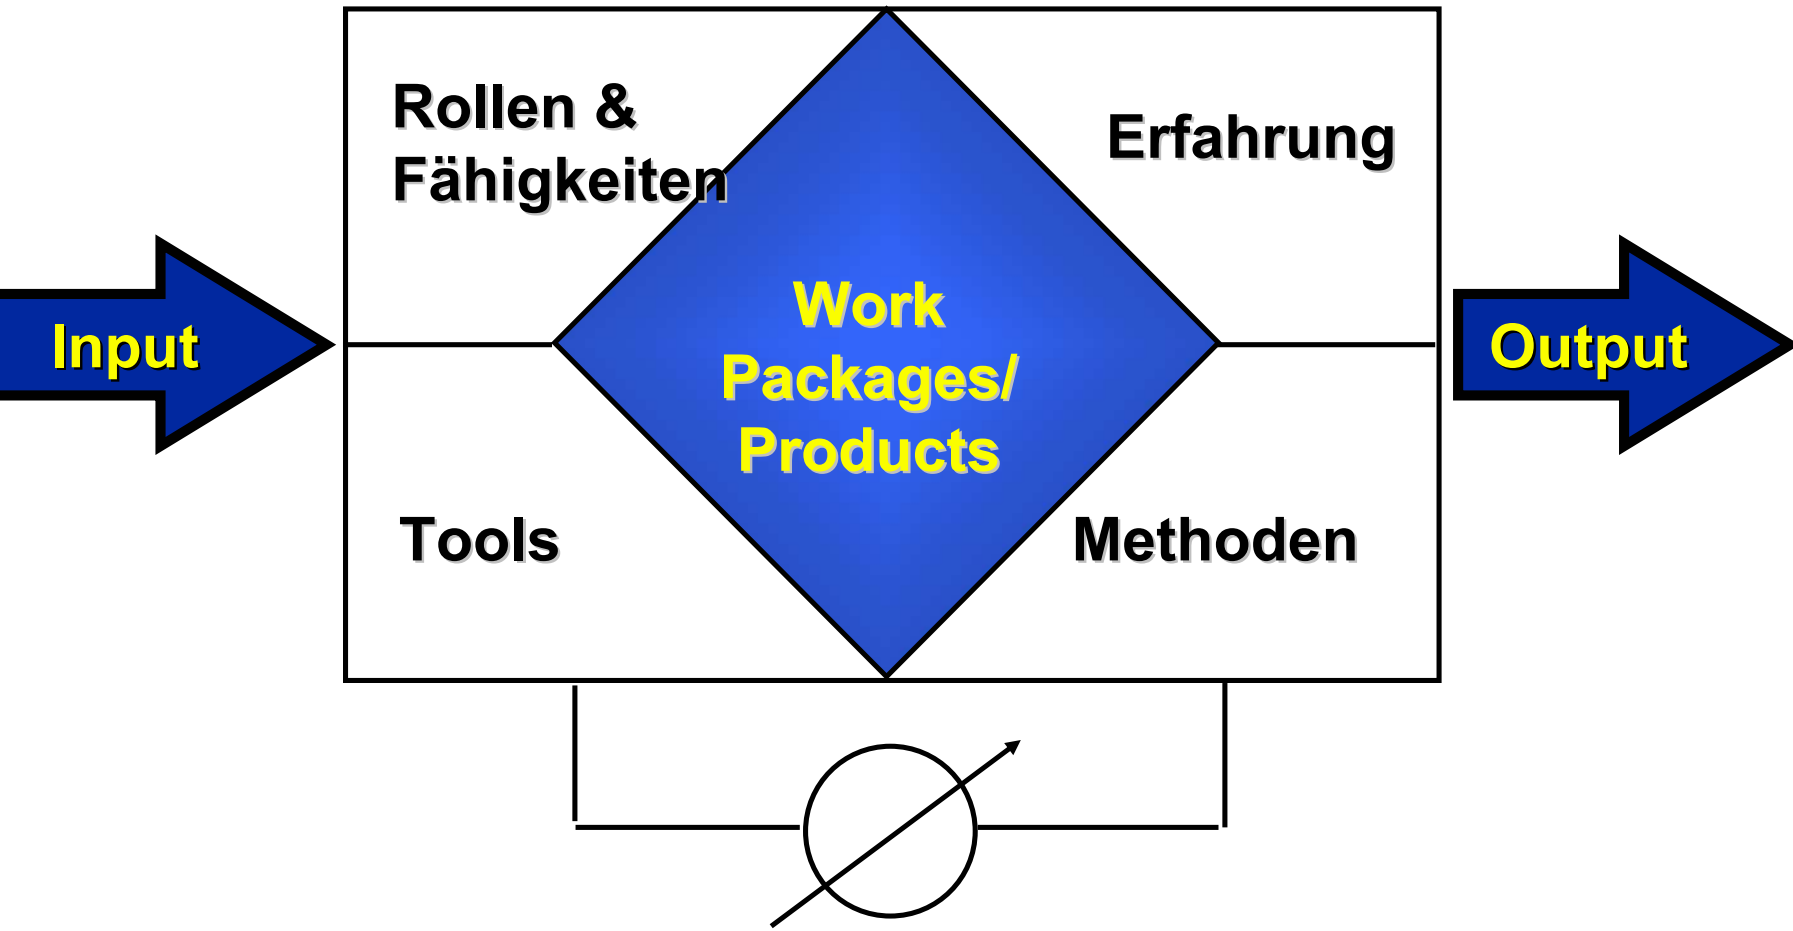 Rollen &
Fähigkeiten
Erfahrung
Input
Work
Packages/
Products
Output
Tools
Methoden